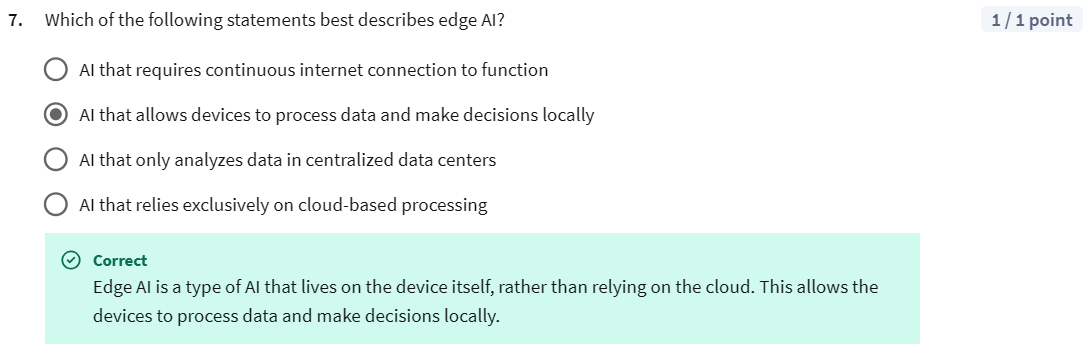 7. Which of the following statements best describes edge AI? 1 / 1 point
AI that requires continuous internet connection to function
AI that allows devices to process data and make decisions locally
AI that only analyzes data in centralized data centers
AI that relies exclusively on cloud-based processing
Correct
Edge AI is a type of AI that lives on the device itself, rather than relying on the cloud. This allows the
devices to process data and make decisions locally.